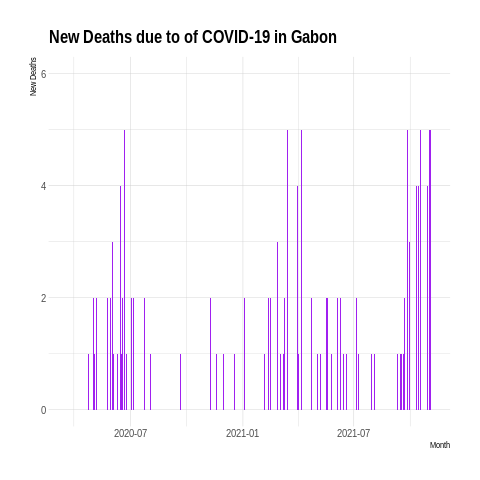 New Deaths due to of COVID-19 in Gabon
New Deaths
6
4
2
0
2020-07
2021-01
2021-07
Month